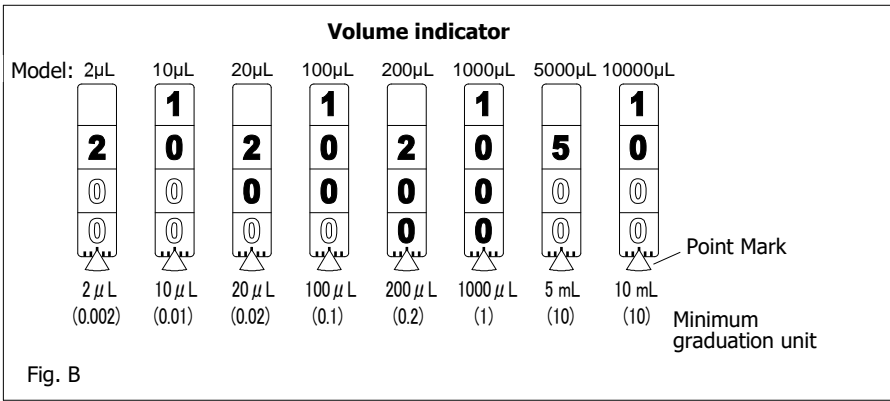 Volume indicator
Model: 2µL 10µL 20µL 100µL 200µL 1000µL 5000µL 10000µL
1 1 1 1
2 0 2 0 2 0 5 0
0 0 0 0 0 0 0 0
0 0 0 0 0 0 0 0
Point Mark
2 µ L 10 µ L 20 µ L 100 µ L 200 µ L 1000 µ L 5 mL 10 mL
(0.002) (0.01) (0.02) (0.1) (0.2) (1) (10) (10)
Minimum
graduation unit
Fig. B